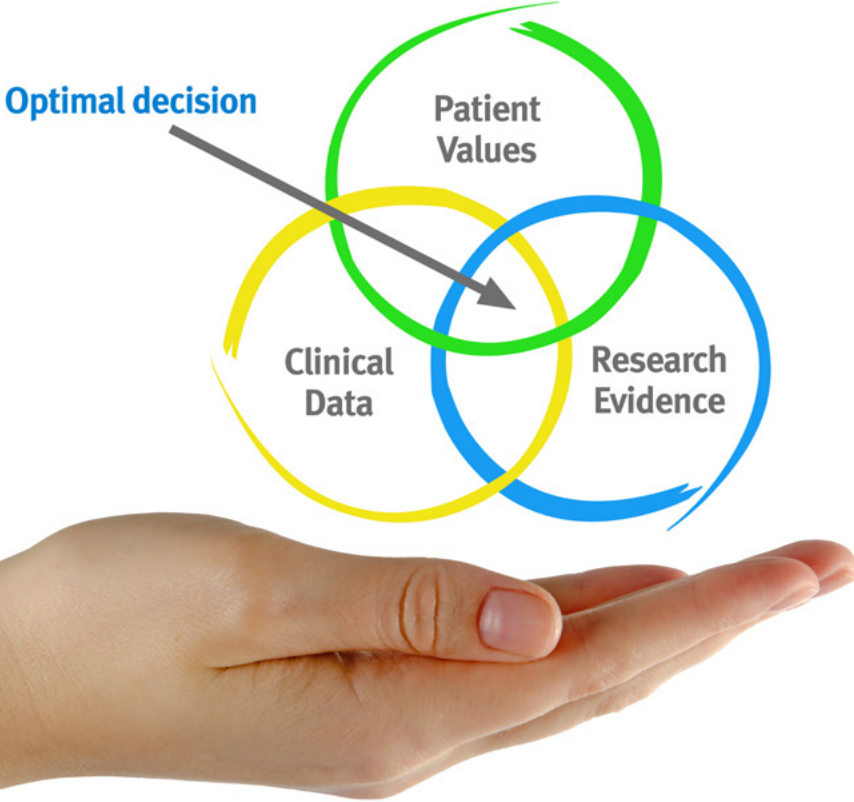 Optimal decision
Patient
Values
Clinical
Data
Research
Evidence